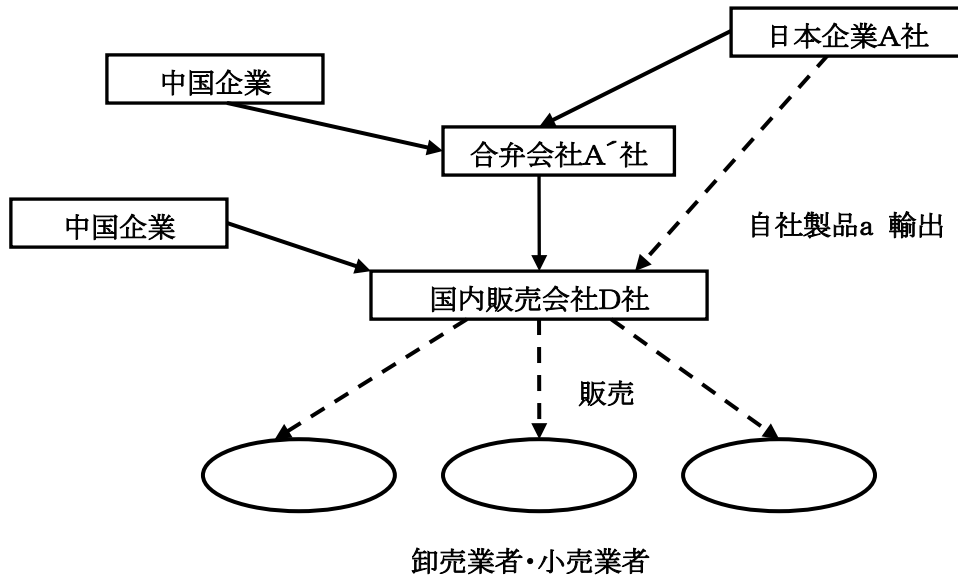 日本企業A社
中国企業
合弁会社A´社
中国企業
自社製品a 輸出
国内販売会社D社
販売
卸売業者・小売業者